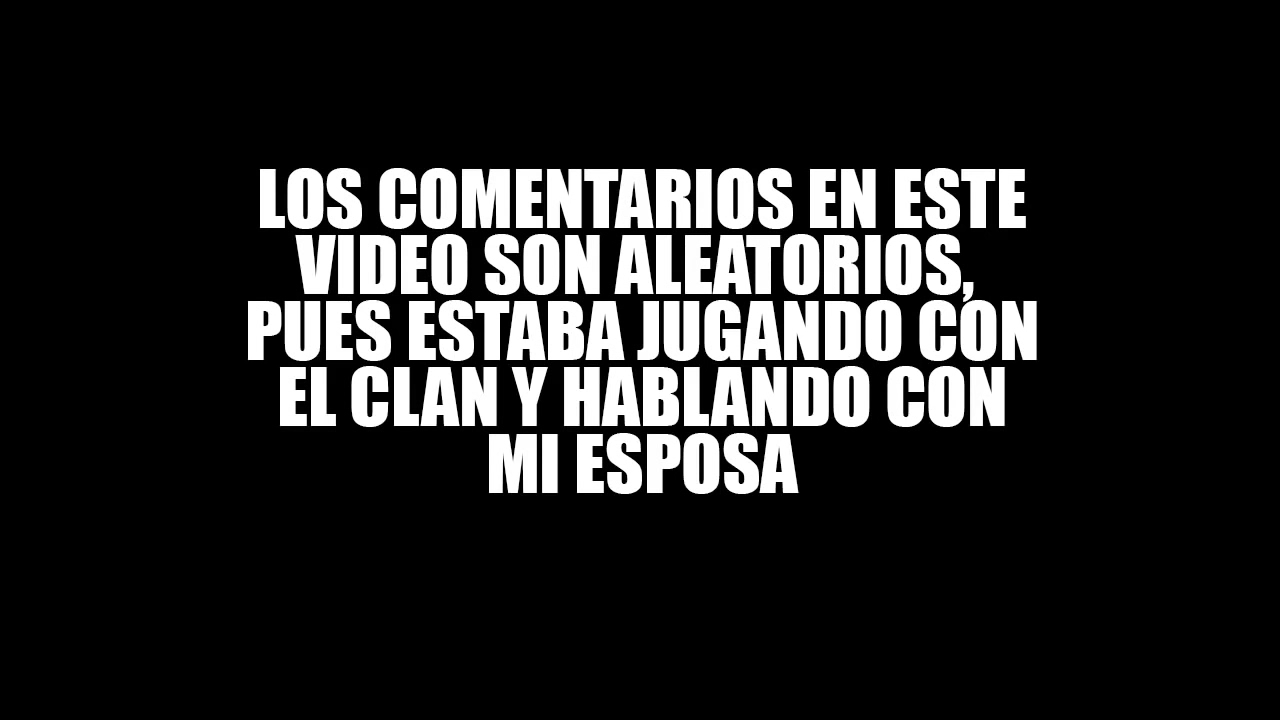 LOS COMENTARIOS EN ESTE
VIDEO SON ALEATORIOS,
PUES ESTABA JUGANDO CON
EL CLAN Y HABLANDO CON
MI ESPOSA